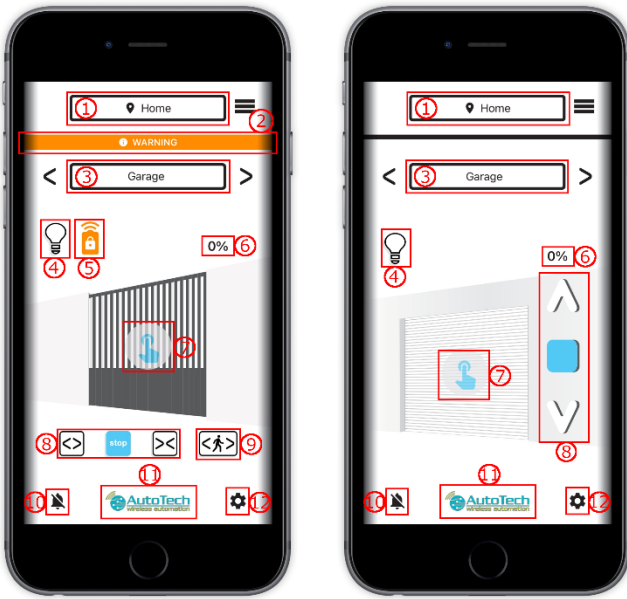 ① Home
②
WARNING
< ③ Garage >
④ ⑤
0% ⑥
⑦
⑧ <> stop ><
< > ⑨
⑪
⑩
AutoTech
wireless automation
⑫
① Home
< ③ Garage >
④
0% ⑥
⑦
⑧
⑪
⑩
AutoTech
wireless automation
⑫